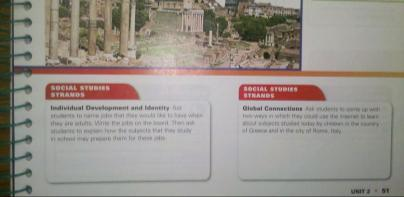 SOCIAL STUDIES
STRANDS
Individual Development and Identity Ask
students to name jobs that they would like to have when
they are adults. Write the jobs on the board. Then ask
students to explain how the subjects that they study
in school may prepare them for these jobs.
SOCIAL STUDIES
STRANDS
Global Connections Ask students to come up with
two ways in which they could use the Internet to learn
about subjects studied today by children in the country
of Greece and in the city of Rome, Italy.
UNIT 2 • 51